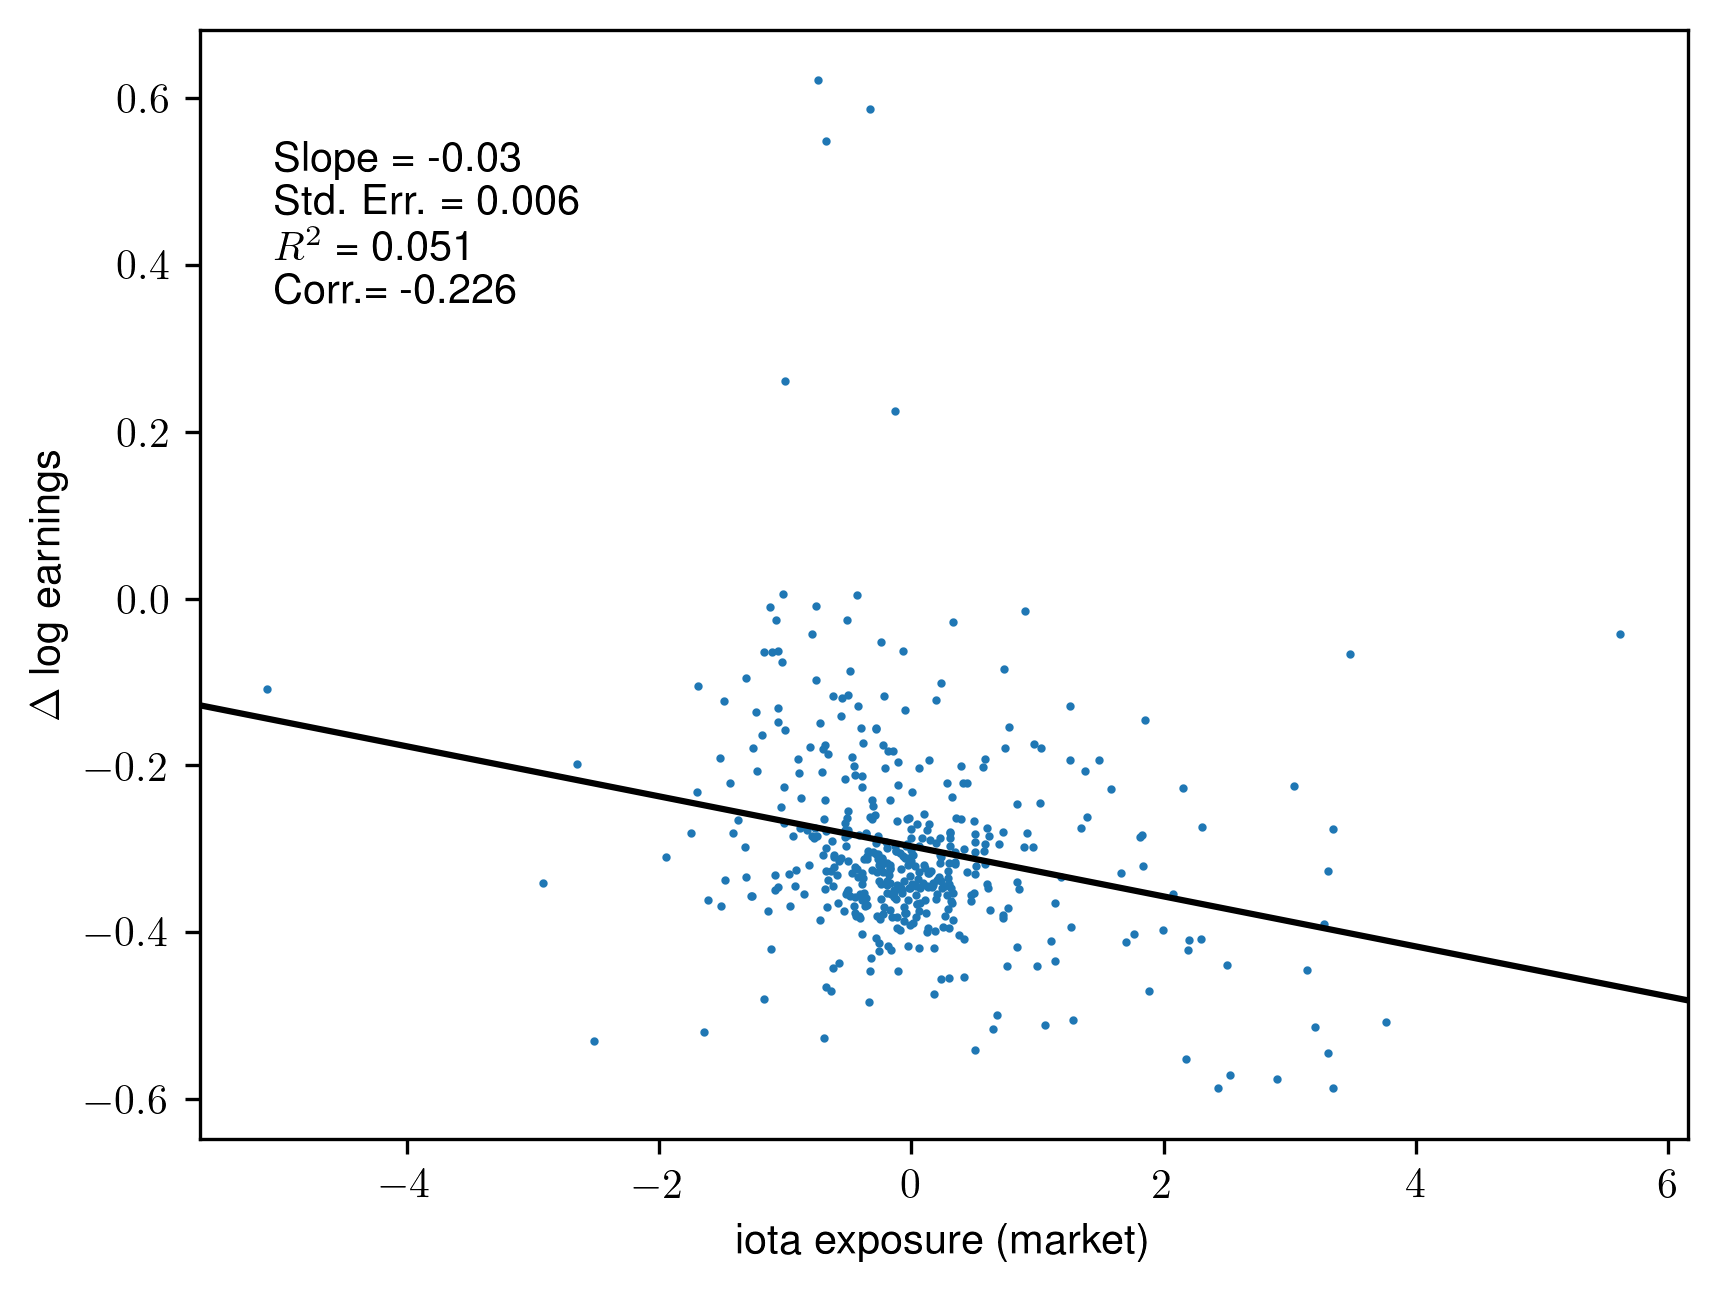 0.6
Slope = -0.03
Std. Err. = 0.006
R² = 0.051
Corr.= -0.226
0.4
0.2
0.0
−0.2
−0.4
−0.6
Δ log earnings
−4
−2
0
2
4
6
iota exposure (market)